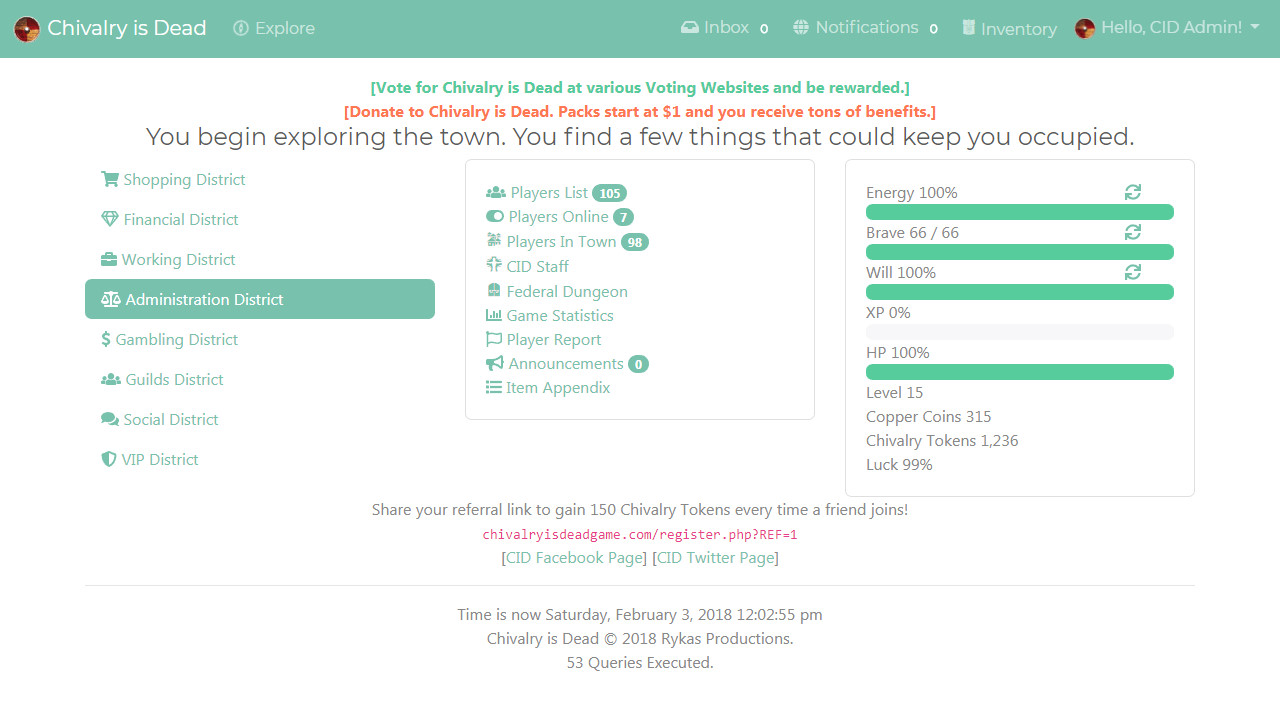 Chivalry is Dead
Explore
Inbox 0
Notifications 0
Inventory
Hello, CID Admin!
[Vote for Chivalry is Dead at various Voting Websites and be rewarded.]
[Donate to Chivalry is Dead. Packs start at $1 and you receive tons of benefits.]
You begin exploring the town. You find a few things that could keep you occupied.
Shopping District
Financial District
Working District
Administration District
Gambling District
Guilds District
Social District
VIP District
Players List 105
Players Online 7
Players In Town 98
CID Staff
Federal Dungeon
Game Statistics
Player Report
Announcements 0
Item Appendix
Energy 100%
Brave 66 / 66
Will 100%
XP 0%
HP 100%
Level 15
Copper Coins 315
Chivalry Tokens 1,236
Luck 99%
Share your referral link to gain 150 Chivalry Tokens every time a friend joins!
chivalryisdeadgame.com/register.php?REF=1
[CID Facebook Page] [CID Twitter Page]
Time is now Saturday, February 3, 2018 12:02:55 pm
Chivalry is Dead © 2018 Rykas Productions.
53 Queries Executed.